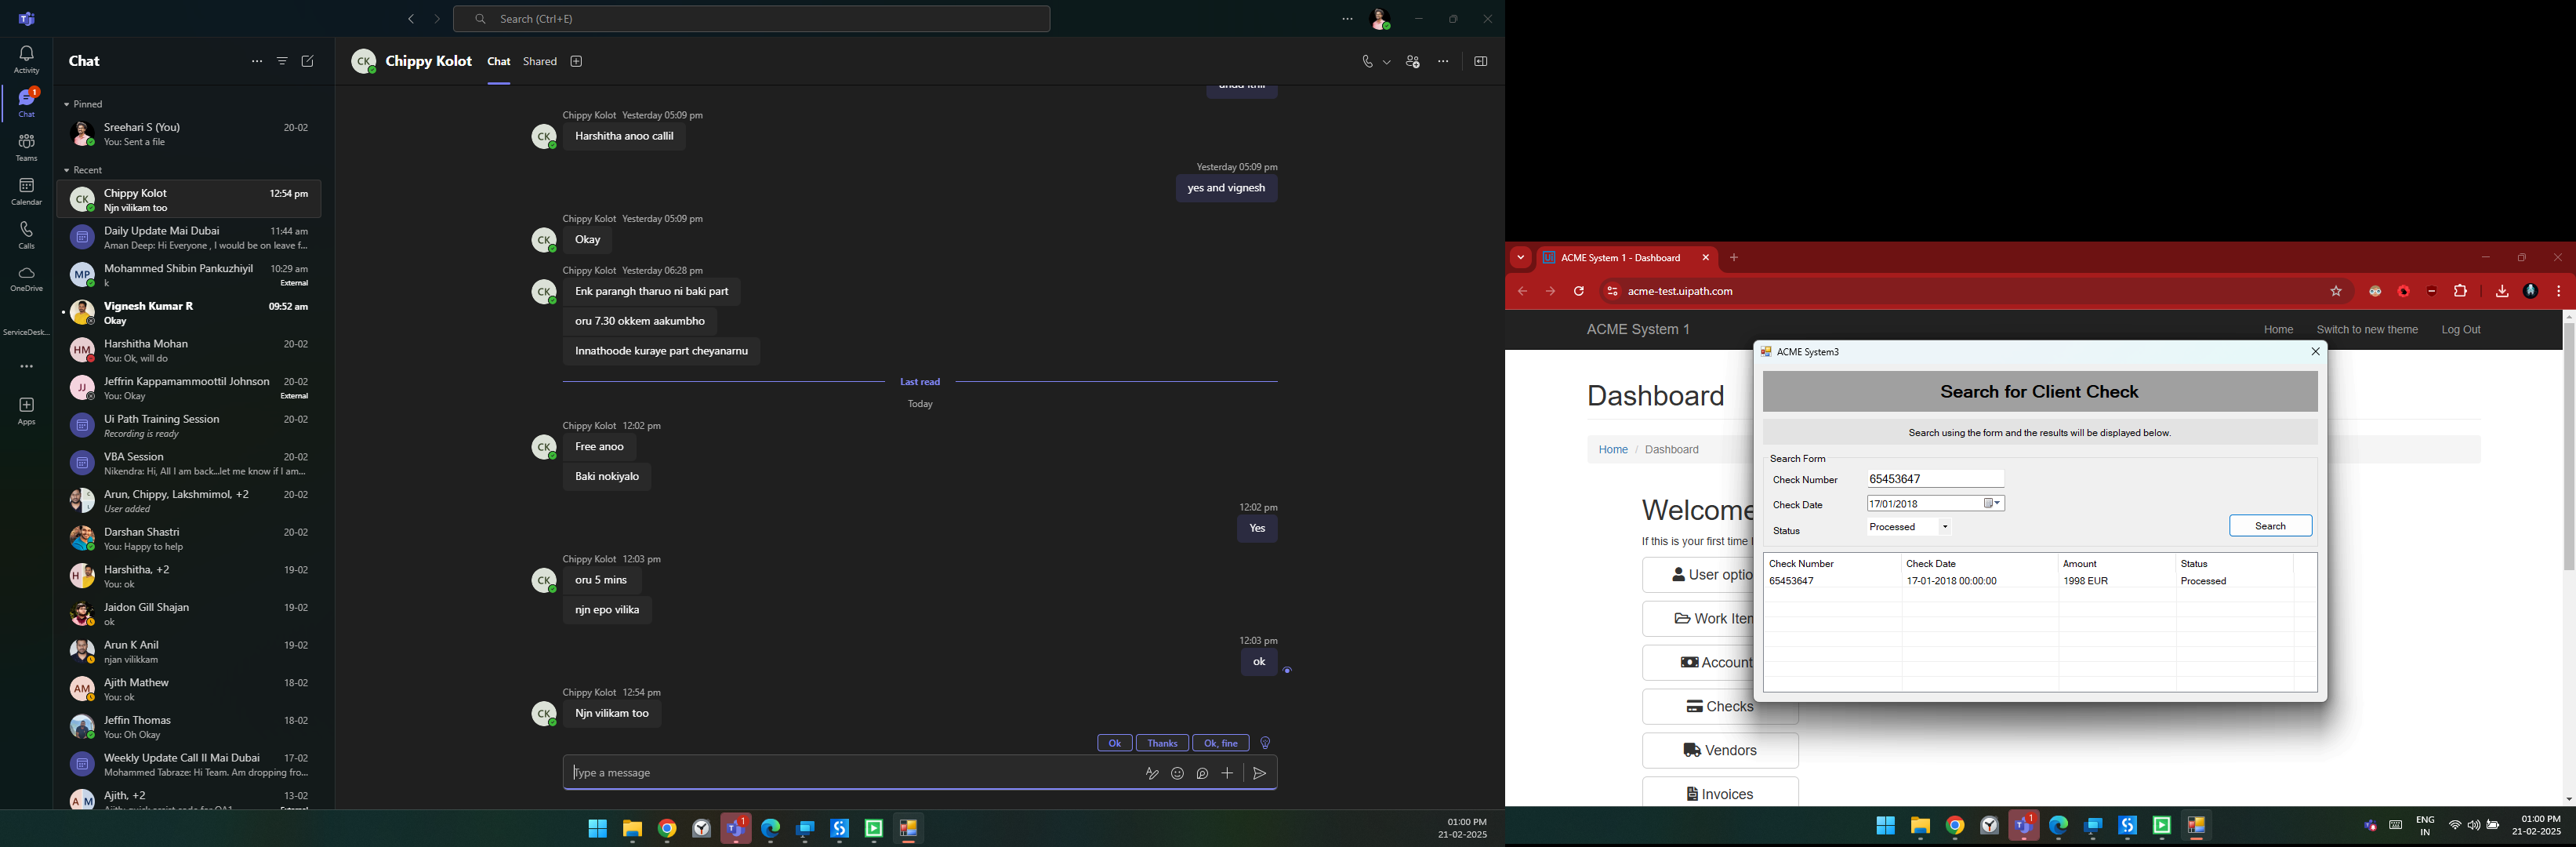 Search (Ctrl+E)
Activity
1
Chat
Teams
Calendar
Calls
OneDrive
ServiceDesk...
Apps
Chat
Pinned
Sreehari S (You) 20-02
You: Sent a file
Recent
CK Chippy Kolot 12:54 pm
Njn vilikam too
Daily Update Mai Dubai 11:44 am
Aman Deep: Hi Everyone , I would be on leave f...
MP Mohammed Shibin Pankuzhiyil 10:29 am
k External
Vignesh Kumar R 09:52 am
Okay
HM Harshitha Mohan 20-02
You: Ok, will do
JJ Jeffrin Kappamammoottil Johnson 20-02
You: Okay External
Ui Path Training Session 20-02
Recording is ready
VBA Session 20-02
Nikendra: Hi, All I am back...let me know if I am...
Arun, Chippy, Lakshmimol, +2 20-02
User added
Darshan Shastri 20-02
You: Happy to help
H Harshitha, +2 19-02
You: ok
Jaidon Gill Shajan 19-02
ok
Arun K Anil 19-02
njan vilikkam
AM Ajith Mathew 18-02
You: ok
Jeffin Thomas 18-02
You: Oh Okay
Weekly Update Call II Mai Dubai 17-02
Mohammed Tabraze: Hi Team. Am dropping fro...
A M Ajith, +2 13-02
CK Chippy Kolot Chat Shared
Chippy Kolot Yesterday 05:09 pm
CK Harshitha anoo callil
Yesterday 05:09 pm
yes and vignesh
Chippy Kolot Yesterday 05:09 pm
CK Okay
Chippy Kolot Yesterday 06:28 pm
CK Enk parangh tharuo ni baki part
oru 7.30 okkem aakumbho
Innathoode kuraye part cheyanarnu
Last read
Today
Chippy Kolot 12:02 pm
CK Free anoo
Baki nokiyalo
12:02 pm
Yes
Chippy Kolot 12:03 pm
CK oru 5 mins
njn epo vilika
12:03 pm
ok
Chippy Kolot 12:54 pm
CK Njn vilikam too
Ok Thanks Ok, fine
Type a message
1
01:00 PM
21-02-2025
ACME System 1 - Dashboard
acme-test.uipath.com
ACME System 1 Home Switch to new theme Log Out
Dashboard
Home / Dashboard
Welcome
If this is your first time
User optio
Work Iten
Account
Checks
Vendors
Invoices
ACME System3
Search for Client Check
Search using the form and the results will be displayed below.
Search Form
Check Number 65453647
Check Date 17/01/2018
Status Processed
Search
Check Number Check Date Amount Status
65453647 17-01-2018 00:00:00 1998 EUR Processed
1
ENG
IN
01:00 PM
21-02-2025